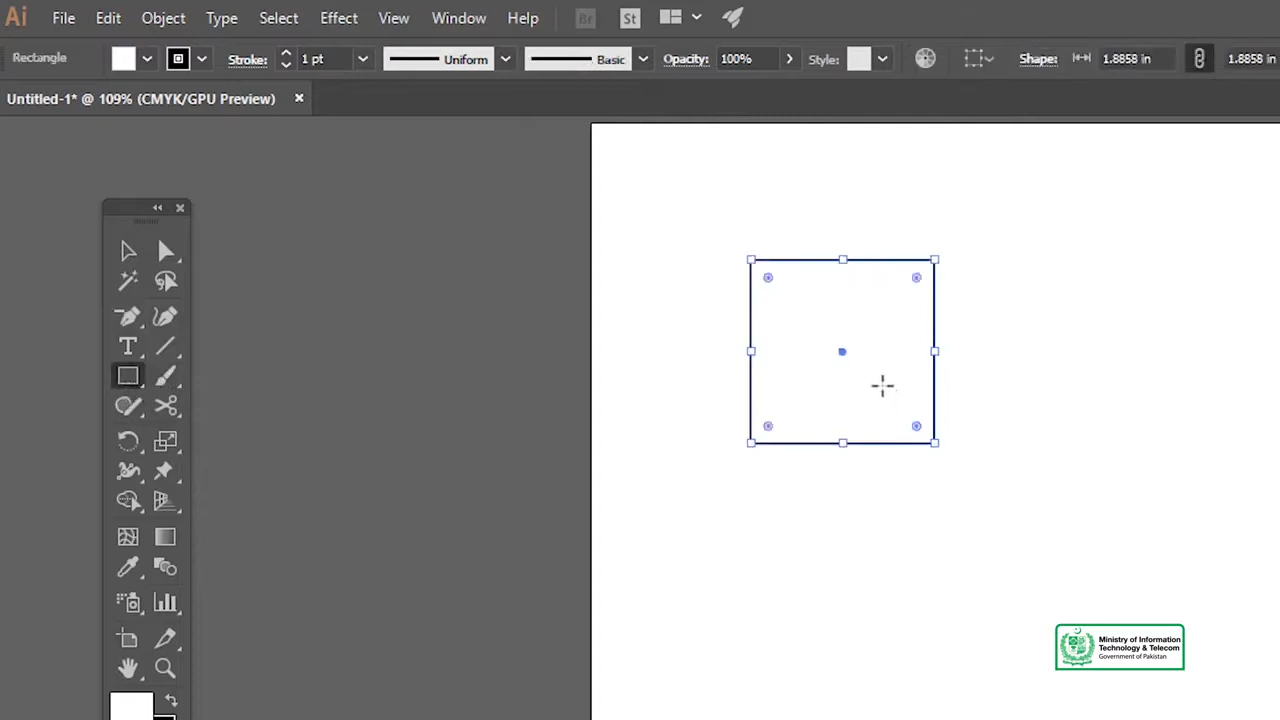 Ai File Edit Object Type Select Effect View Window Help Br St
Rectangle Stroke: 1 pt Uniform Basic Opacity: 100% Style: Shape: 1.8858 in 1.8858 in
Untitled-1* @ 109% (CMYK/GPU Preview)
T
Ministry of Information
Technology & Telecom
Government of Pakistan